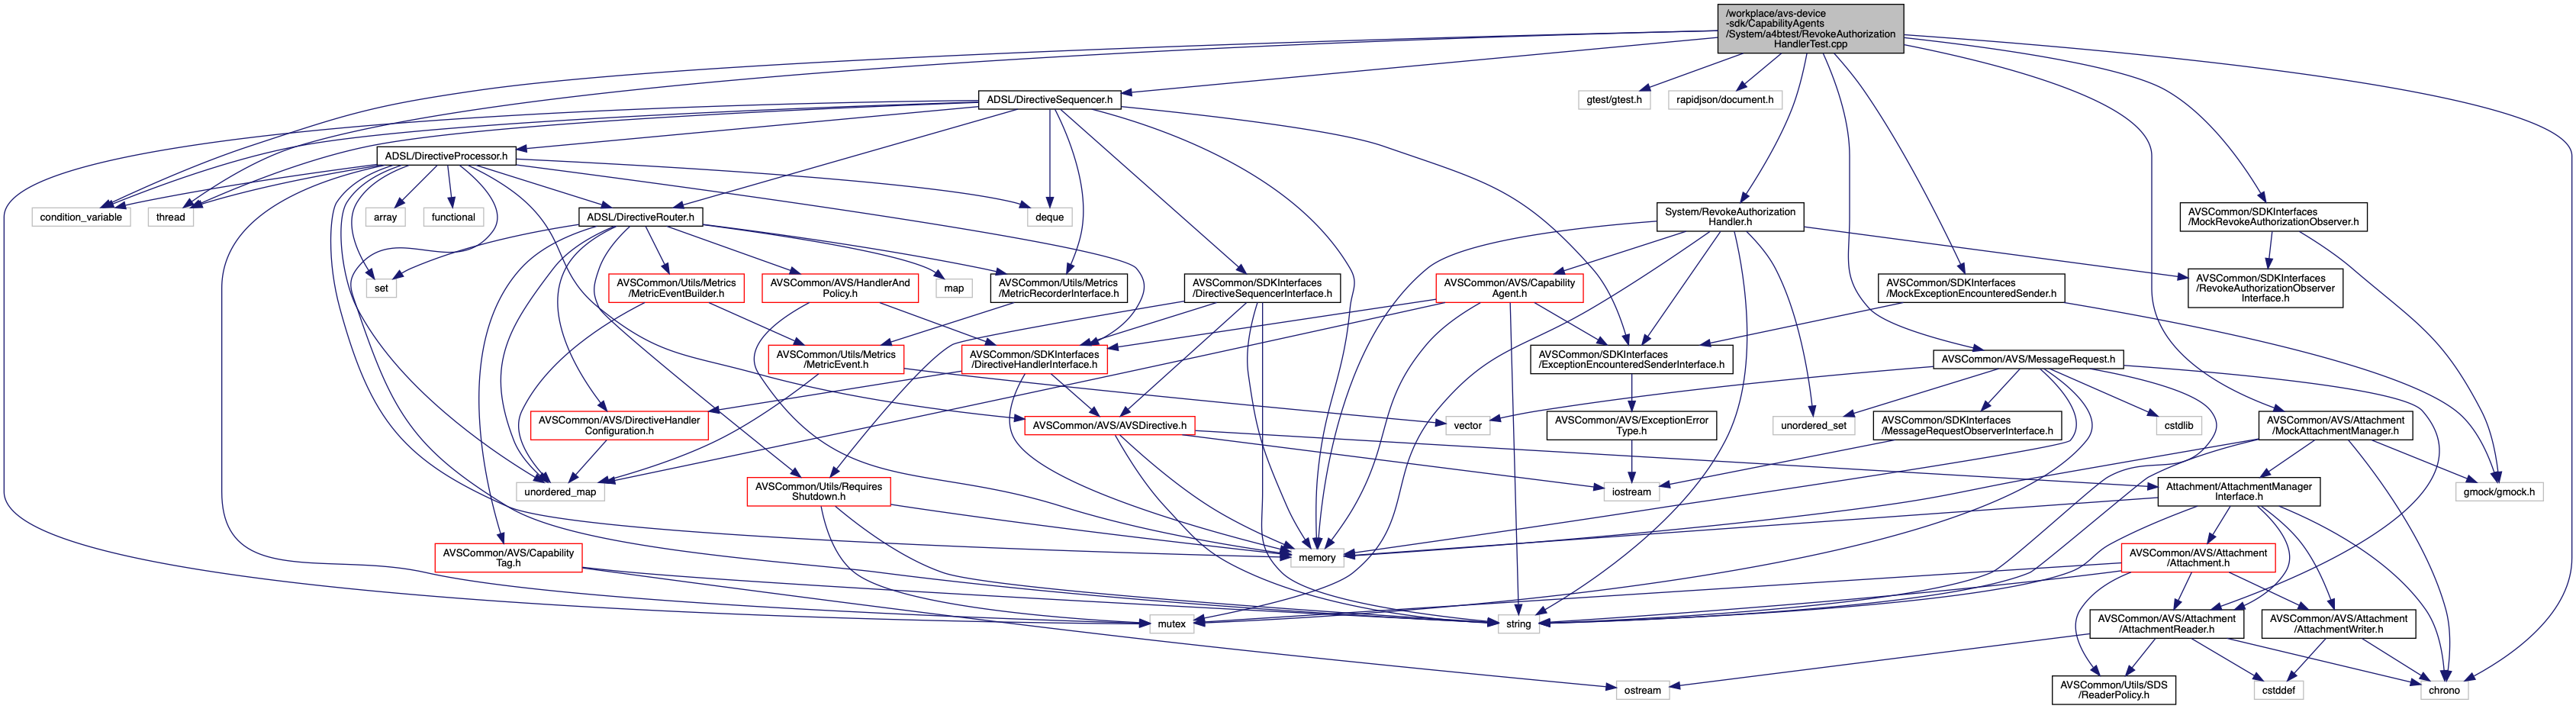 /workplace/avs-device
-sdk/CapabilityAgents
/System/a4btest/RevokeAuthorization
HandlerTest.cpp
ADSL/DirectiveSequencer.h
gtest/gtest.h
rapidjson/document.h
ADSL/DirectiveProcessor.h
condition_variable
thread
array
functional
ADSL/DirectiveRouter.h
deque
System/RevokeAuthorization
Handler.h
AVSCommon/SDKInterfaces
/MockRevokeAuthorizationObserver.h
set
AVSCommon/Utils/Metrics
/MetricEventBuilder.h
AVSCommon/AVS/HandlerAnd
Policy.h
map
AVSCommon/Utils/Metrics
/MetricRecorderInterface.h
AVSCommon/SDKInterfaces
/DirectiveSequencerInterface.h
AVSCommon/AVS/Capability
Agent.h
AVSCommon/SDKInterfaces
/MockExceptionEncounteredSender.h
AVSCommon/SDKInterfaces
/RevokeAuthorizationObserver
Interface.h
AVSCommon/Utils/Metrics
/MetricEvent.h
AVSCommon/SDKInterfaces
/DirectiveHandlerInterface.h
AVSCommon/SDKInterfaces
/ExceptionEncounteredSenderInterface.h
AVSCommon/AVS/MessageRequest.h
AVSCommon/AVS/DirectiveHandler
Configuration.h
AVSCommon/AVS/AVSDirective.h
vector
AVSCommon/AVS/ExceptionError
Type.h
unordered_set
AVSCommon/SDKInterfaces
/MessageRequestObserverInterface.h
cstdlib
AVSCommon/AVS/Attachment
/MockAttachmentManager.h
unordered_map
AVSCommon/Utils/Requires
Shutdown.h
iostream
Attachment/AttachmentManager
Interface.h
gmock/gmock.h
AVSCommon/AVS/Capability
Tag.h
memory
AVSCommon/AVS/Attachment
/Attachment.h
mutex
string
AVSCommon/AVS/Attachment
/AttachmentReader.h
AVSCommon/AVS/Attachment
/AttachmentWriter.h
ostream
AVSCommon/Utils/SDS
/ReaderPolicy.h
cstddef
chrono